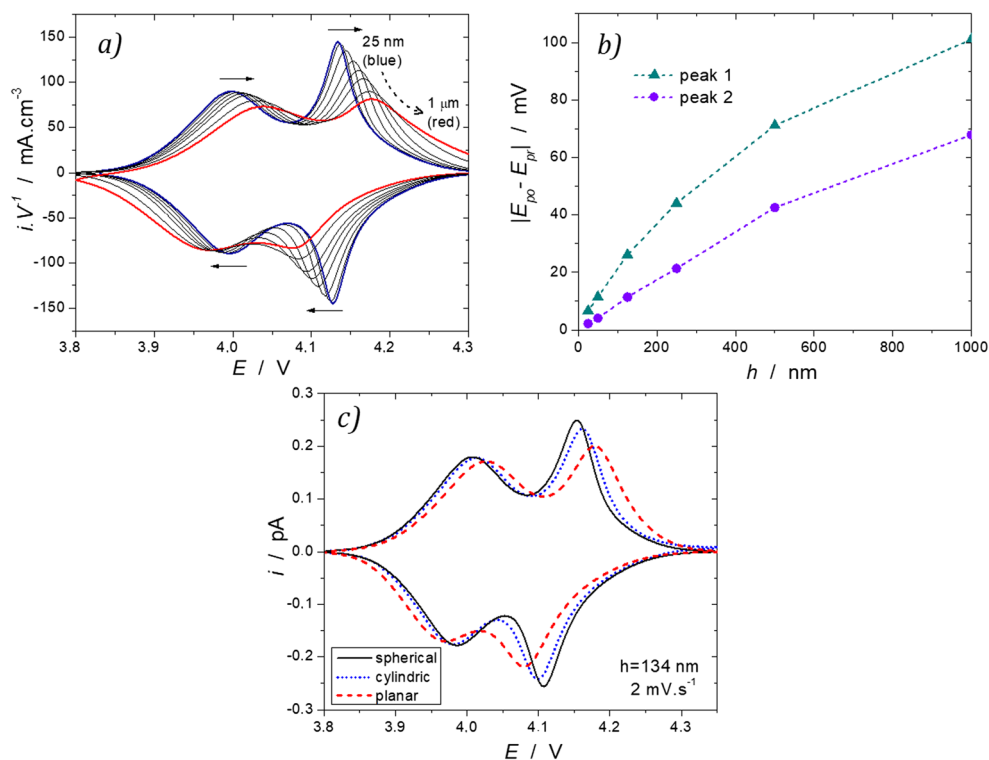 a)
25 nm
(blue)
1 μm
(red)
150
100
50
0
-50
-100
-150
i.V⁻¹ / mA.cm⁻³
3.8
3.9
4.0
4.1
4.2
4.3
E / V
b)
peak 1
peak 2
100
80
60
40
20
0
|Epo- Epr| / mV
0
200
400
600
800
1000
h / nm
c)
0.3
0.2
0.1
0.0
-0.1
-0.2
-0.3
i / pA
spherical
cylindric
planar
h=134 nm
2 mV.s⁻¹
3.8
3.9
4.0
4.1
4.2
4.3
E / V